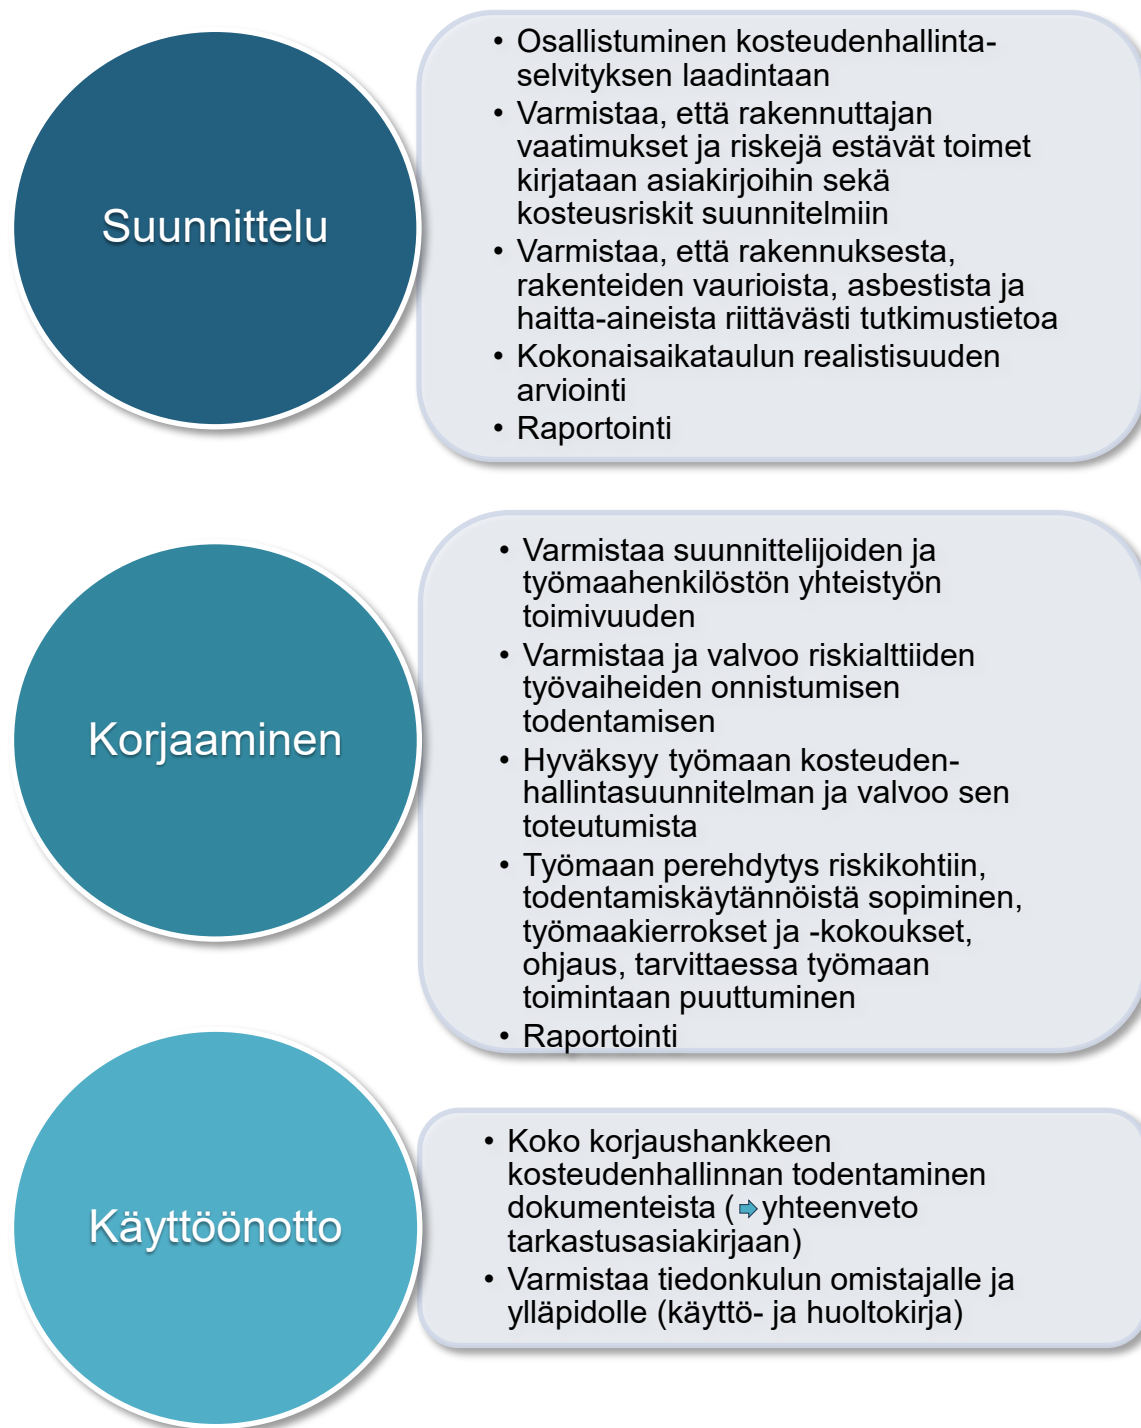 Suunnittelu
• Osallistuminen kosteudenhallinta-
selvityksen laadintaan
• Varmistaa, että rakennuttajan
vaatimukset ja riskejä estävät toimet
kirjataan asiakirjoihin sekä
kosteusriskit suunnitelmiin
• Varmistaa, että rakennuksesta,
rakenteiden vaurioista, asbestista ja
haitta-aineista riittävästi tutkimustietoa
• Kokonaisaikataulun realistisuuden
arviointi
• Raportointi
Korjaaminen
• Varmistaa suunnittelijoiden ja
työmaahenkilöstön yhteistyön
toimivuuden
• Varmistaa ja valvoo riskialttiiden
työvaiheiden onnistumisen
todentamisen
• Hyväksyy työmaan kosteuden-
hallintasuunnitelman ja valvoo sen
toteutumista
• Työmaan perehdytys riskikohtiin,
todentamiskäytännöistä sopiminen,
työmaakierrokset ja -kokoukset,
ohjaus, tarvittaessa työmaan
toimintaan puuttuminen
• Raportointi
Käyttöönotto
• Koko korjaushankkeen
kosteudenhallinnan todentaminen
dokumenteista (➩yhteenveto
tarkastusasiakirjaan)
• Varmistaa tiedonkulun omistajalle ja
ylläpidolle (käyttö- ja huoltokirja)